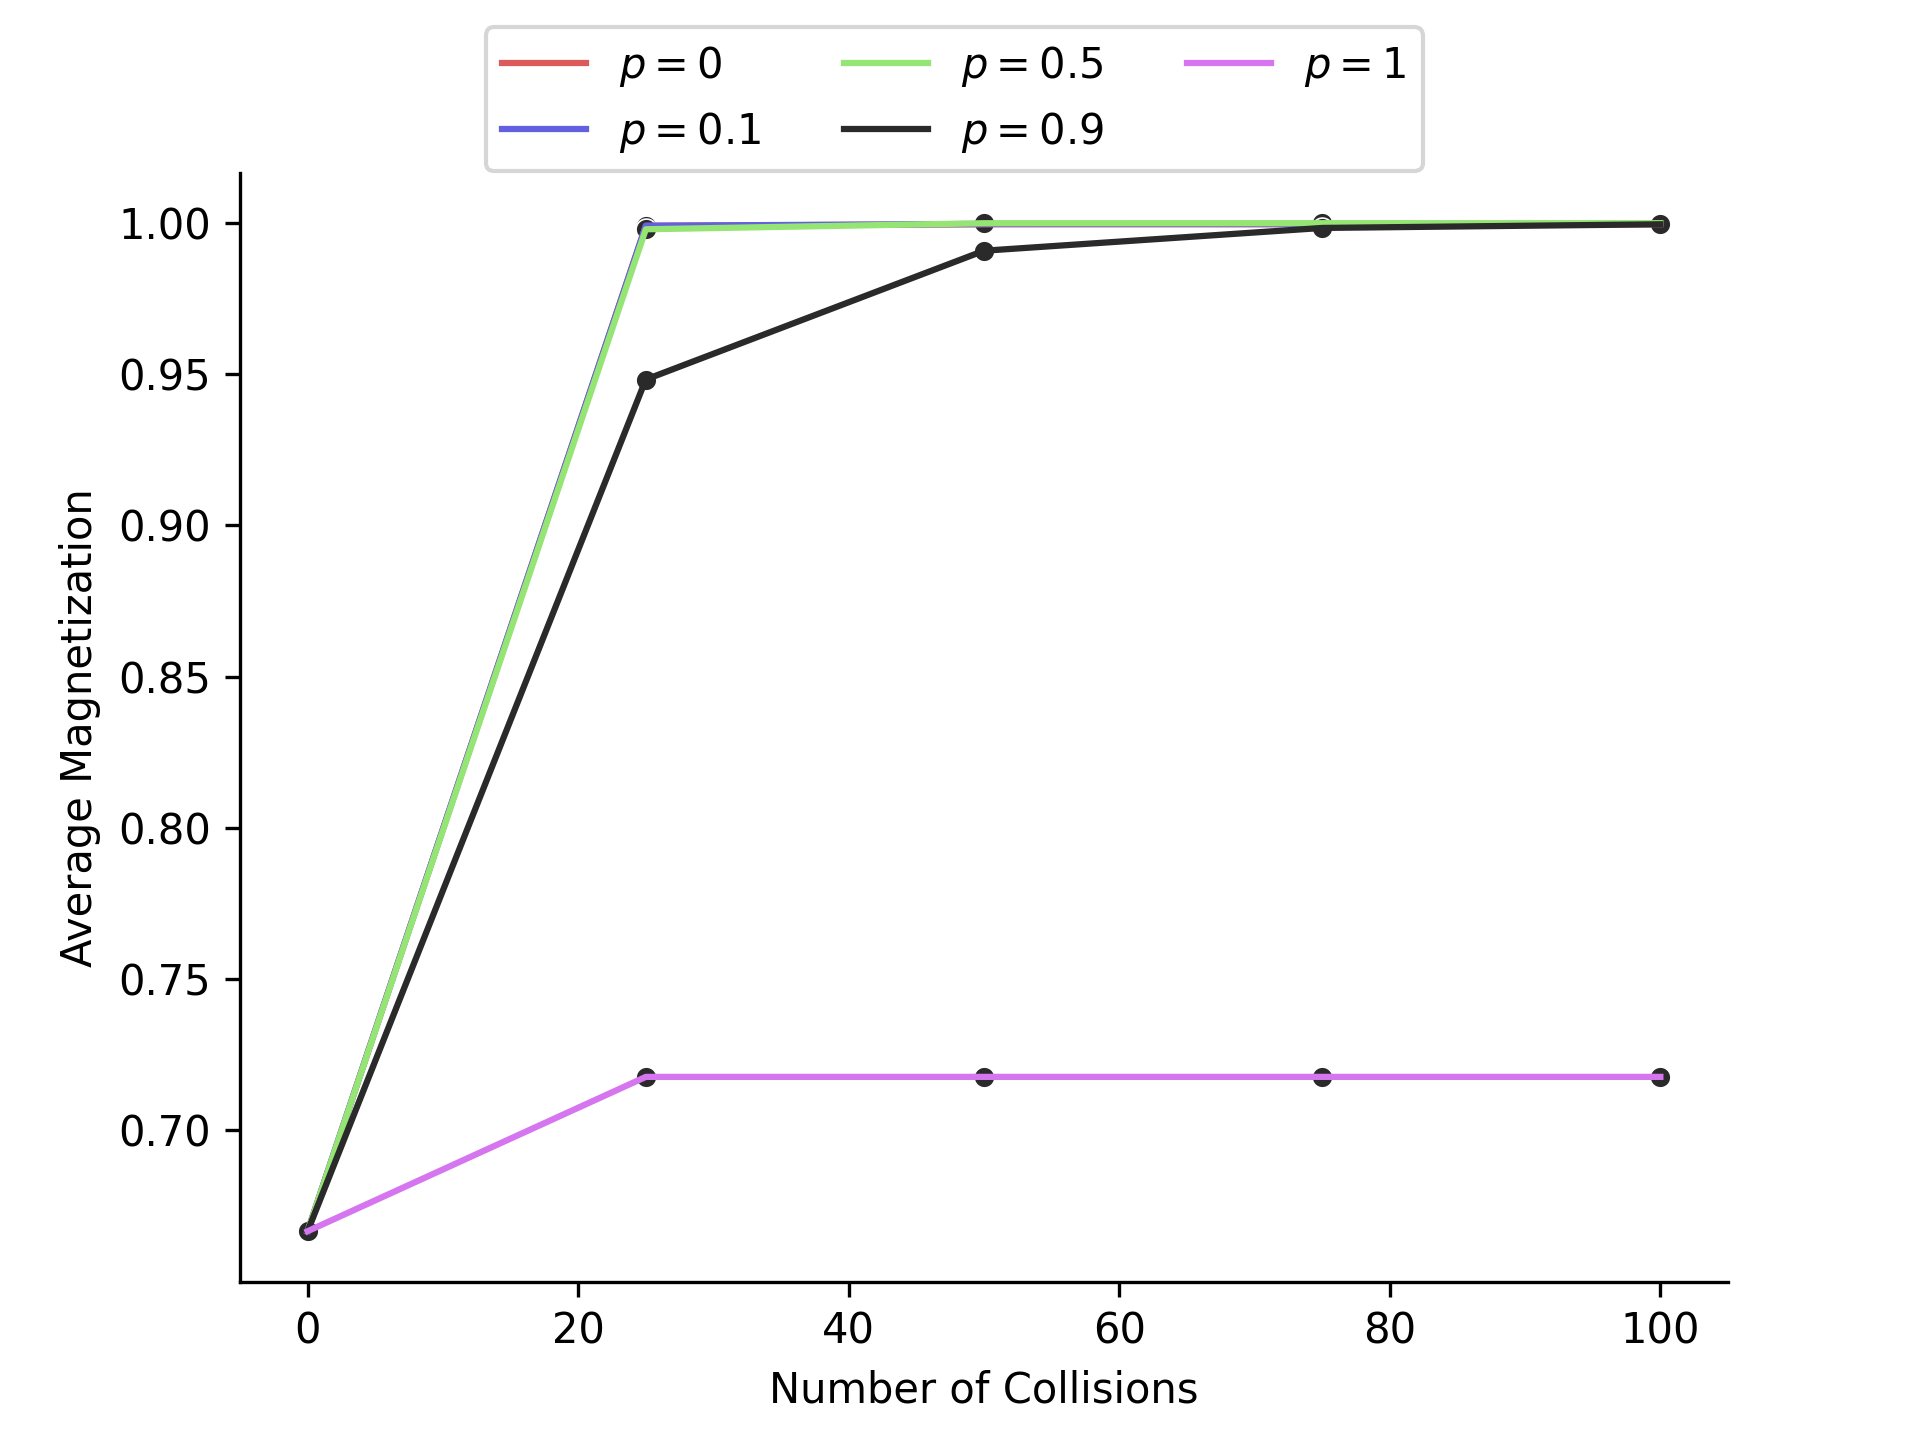 p = 0 p = 0.5 p = 1
p = 0.1 p = 0.9
1.00
0.95
0.90
0.85
0.80
0.75
0.70
Average Magnetization
0 20 40 60 80 100
Number of Collisions